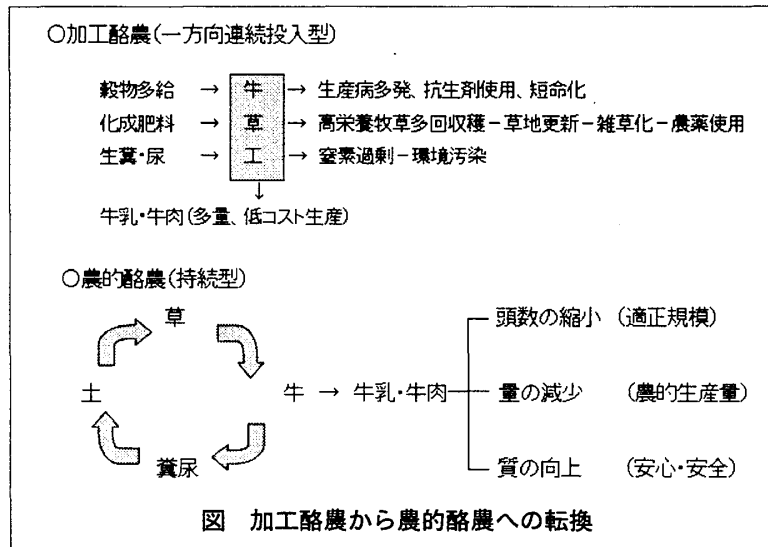 ○加工酪農(一方向連続投入型)
穀物多給 → 牛 → 生産病多発、抗生剤使用、短命化
化成肥料 → 草 → 高栄養牧草多回収穫－草地更新－雑草化－農薬使用
生糞・尿 → 工 → 窒素過剰－環境汚染
↓
牛乳・牛肉(多量、低コスト生産)
○農的酪農(持続型)
草
頭数の縮小 (適正規模)
土
牛 → 牛乳・牛肉
量の減少 (農的生産量)
糞尿
質の向上 (安心・安全)
図 加工酪農から農的酪農への転換